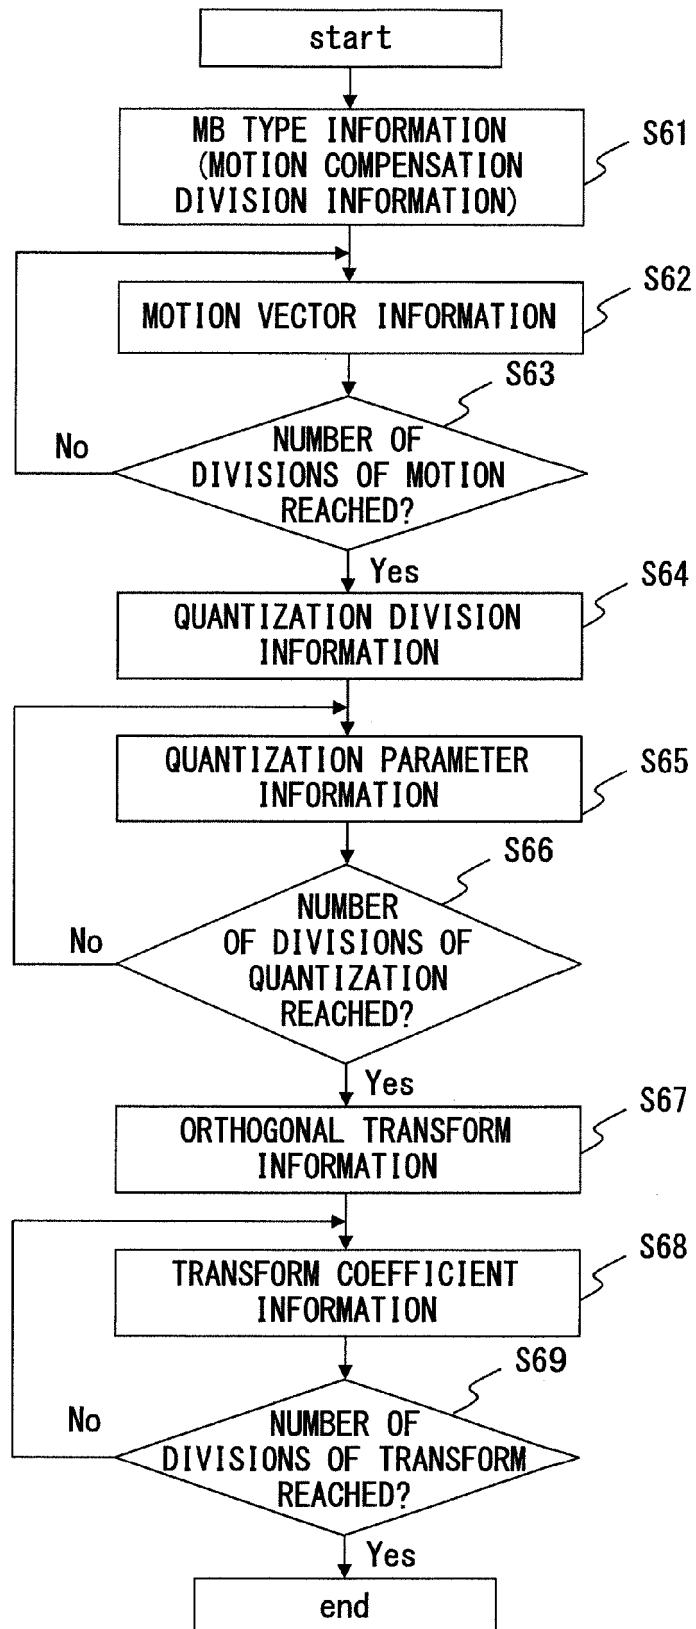 start
MB TYPE INFORMATION
(MOTION COMPENSATION
DIVISION INFORMATION)
S61
MOTION VECTOR INFORMATION
S62
S63
NUMBER OF
DIVISIONS OF MOTION
REACHED?
No
Yes
S64
QUANTIZATION DIVISION
INFORMATION
QUANTIZATION PARAMETER
INFORMATION
S65
S66
NUMBER
OF DIVISIONS OF
QUANTIZATION
REACHED?
No
Yes
S67
ORTHOGONAL TRANSFORM
INFORMATION
S68
TRANSFORM COEFFICIENT
INFORMATION
S69
NUMBER OF
DIVISIONS OF TRANSFORM
REACHED?
No
Yes
end